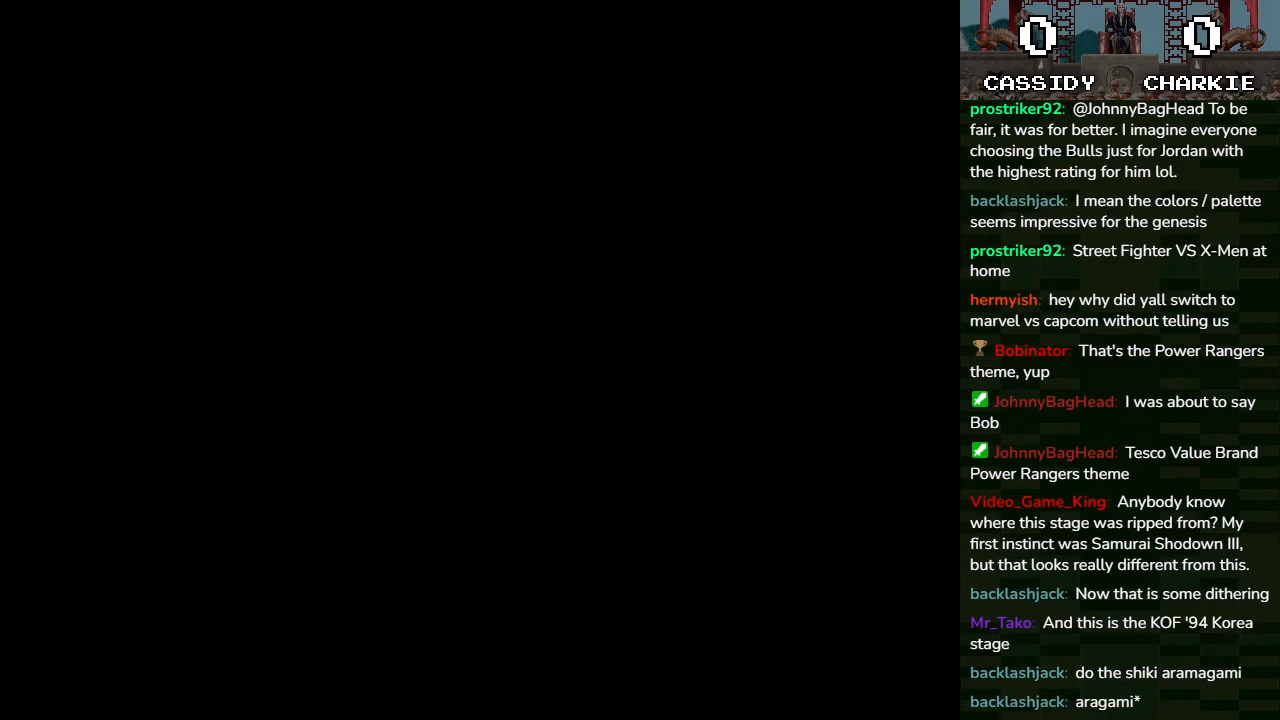 0 0
CASSIDY CHARKIE
prostriker92: @JohnnyBagHead To be
fair, it was for better. I imagine everyone
choosing the Bulls just for Jordan with
the highest rating for him lol.
backlashjack: I mean the colors / palette
seems impressive for the genesis
prostriker92: Street Fighter VS X-Men at
home
hermyish: hey why did yall switch to
marvel vs capcom without telling us
Bobinator: That's the Power Rangers
theme, yup
JohnnyBagHead: I was about to say
Bob
JohnnyBagHead: Tesco Value Brand
Power Rangers theme
Video_Game_King: Anybody know
where this stage was ripped from? My
first instinct was Samurai Shodown III,
but that looks really different from this.
backlashjack: Now that is some dithering
Mr_Tako: And this is the KOF '94 Korea
stage
backlashjack: do the shiki aramagami
backlashjack: aragami*